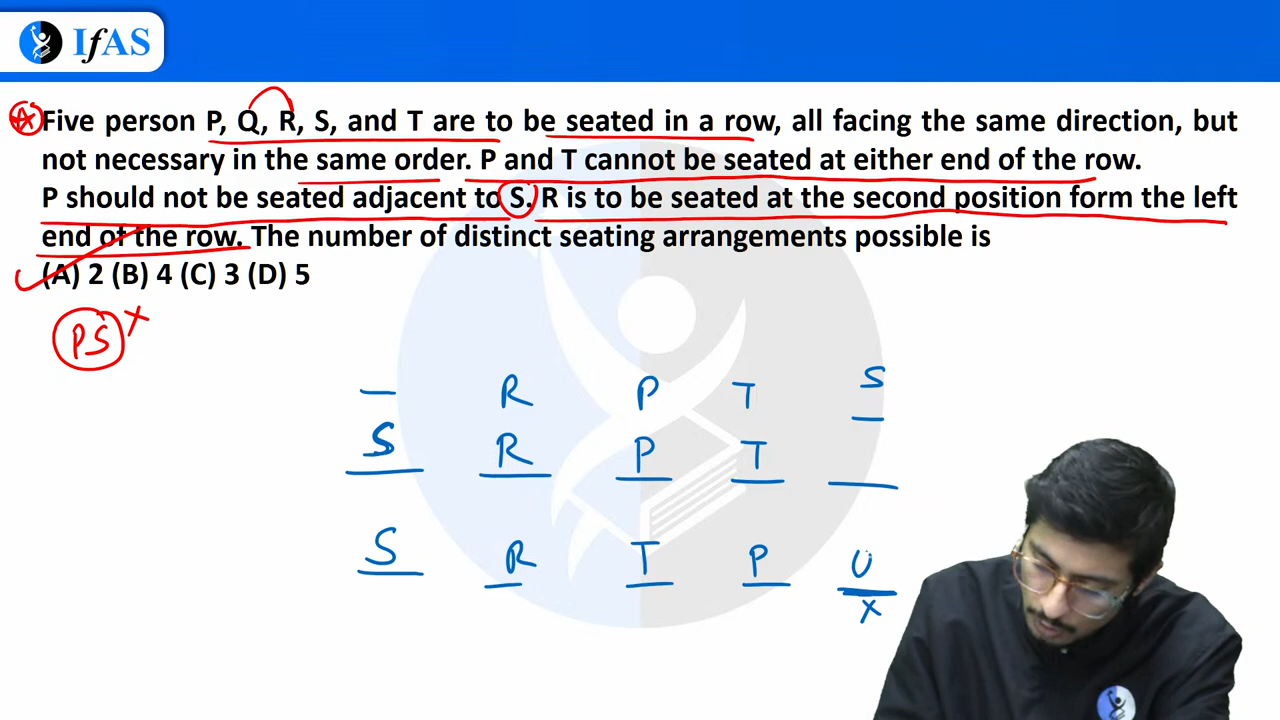 IfAS
Five person P, Q, R, S, and T are to be seated in a row, all facing the same direction, but
not necessary in the same order. P and T cannot be seated at either end of the row.
P should not be seated adjacent to S. R is to be seated at the second position form the left
end of the row. The number of distinct seating arrangements possible is
(A) 2 (B) 4 (C) 3 (D) 5
PS x
R P T S
S R P T
S R T P
x